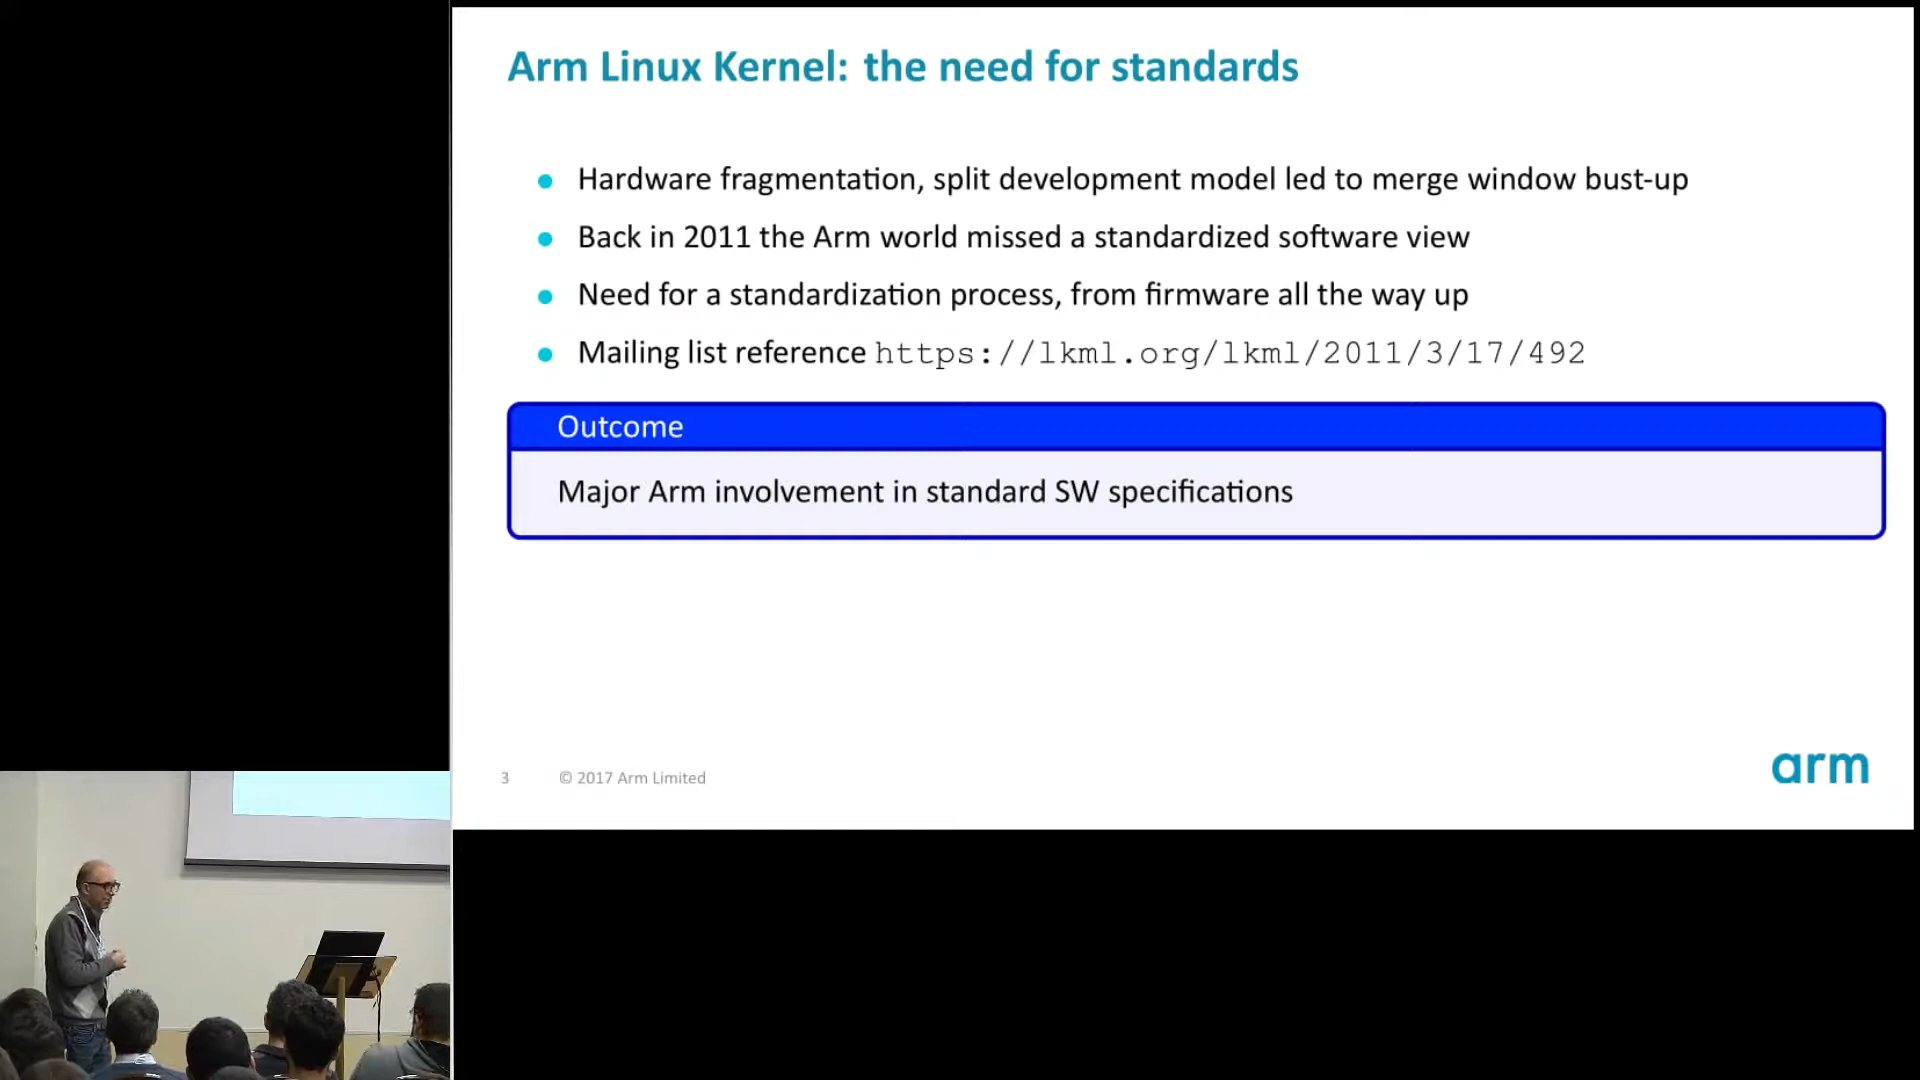 Arm Linux Kernel: the need for standards
Hardware fragmentation, split development model led to merge window bust-up
Back in 2011 the Arm world missed a standardized software view
Need for a standardization process, from firmware all the way up
Mailing list reference https://lkml.org/lkml/2011/3/17/492
Outcome
Major Arm involvement in standard SW specifications
3 © 2017 Arm Limited
arm